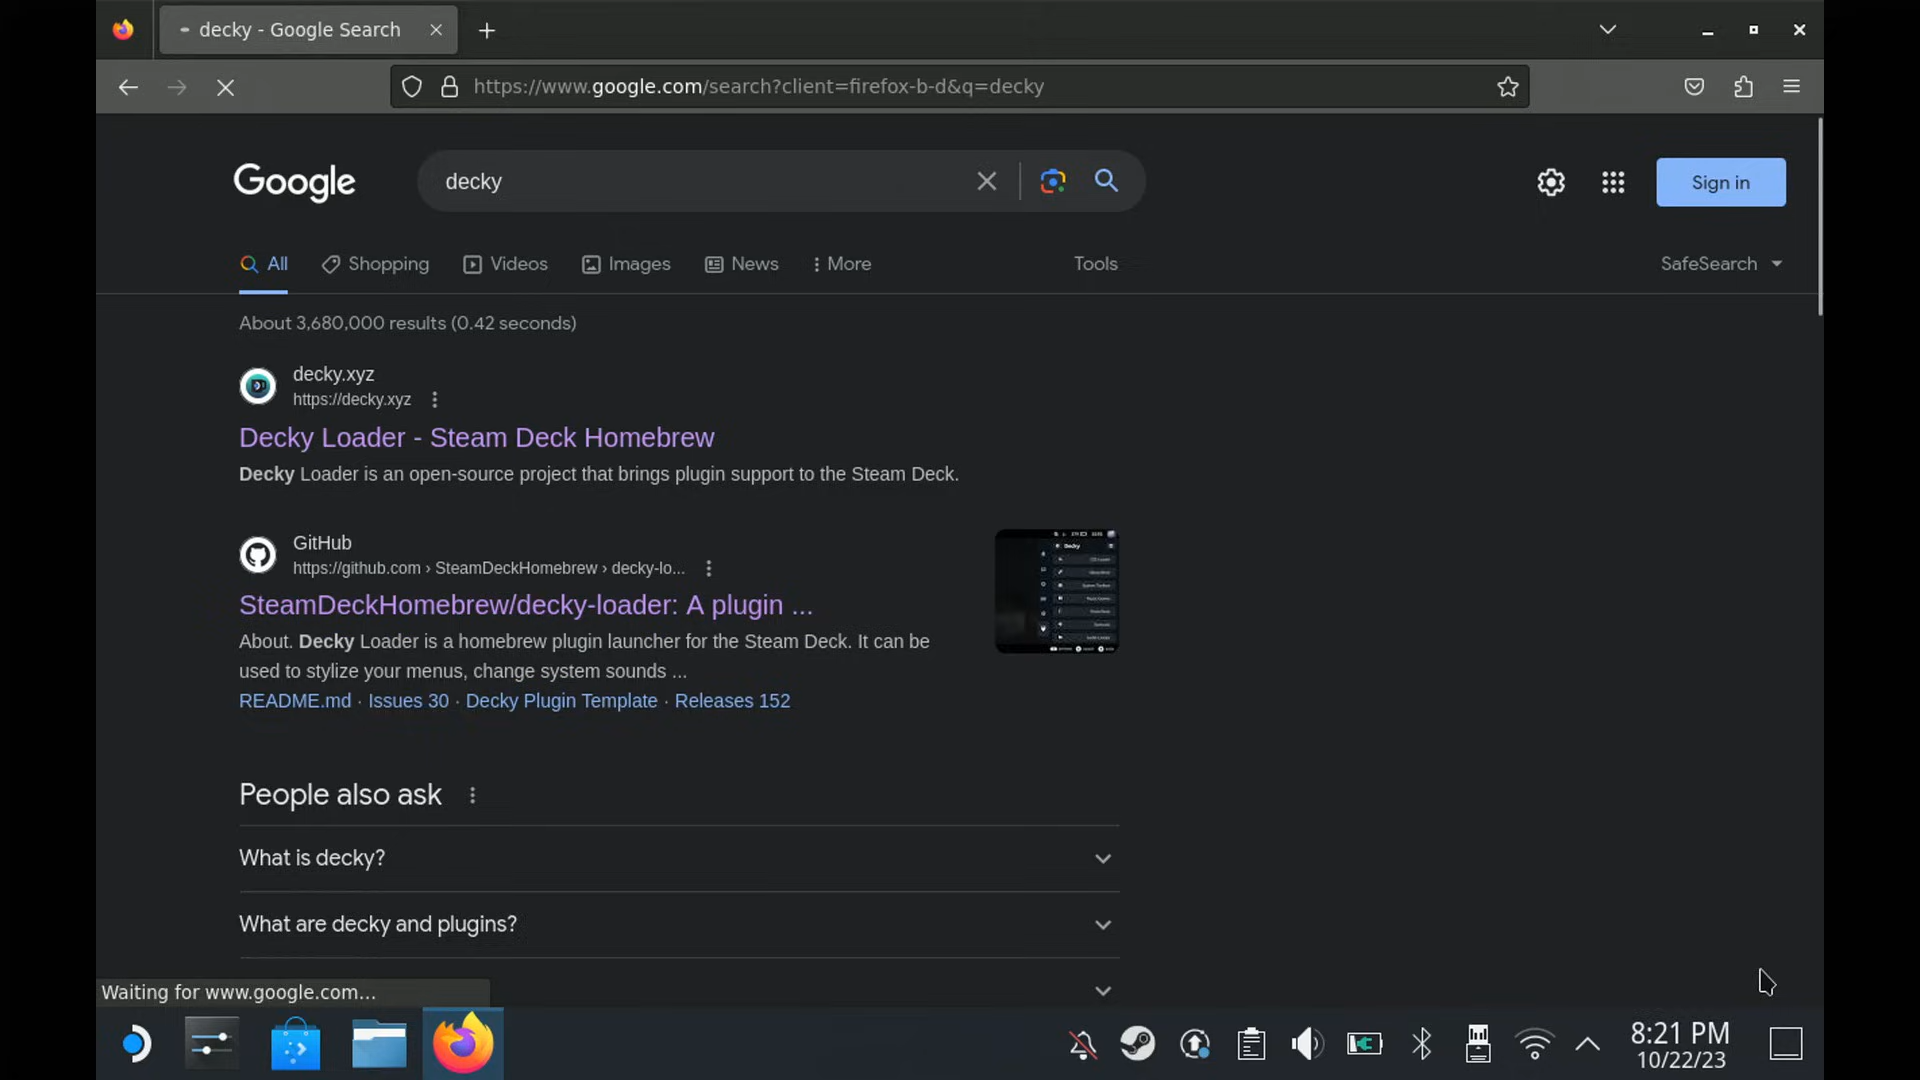 decky - Google Search
https://www.google.com/search?client=firefox-b-d&q=decky
Google
decky
Sign in
All
Shopping
Videos
Images
News
More
Tools
SafeSearch
About 3,680,000 results (0.42 seconds)
decky.xyz
https://decky.xyz
Decky Loader - Steam Deck Homebrew
Decky Loader is an open-source project that brings plugin support to the Steam Deck.
GitHub
https://github.com › SteamDeckHomebrew › decky-lo...
SteamDeckHomebrew/decky-loader: A plugin ...
About. Decky Loader is a homebrew plugin launcher for the Steam Deck. It can be
used to stylize your menus, change system sounds ...
README.md · Issues 30 · Decky Plugin Template · Releases 152
Decky
People also ask
What is decky?
What are decky and plugins?
Waiting for www.google.com...
8:21 PM
10/22/23